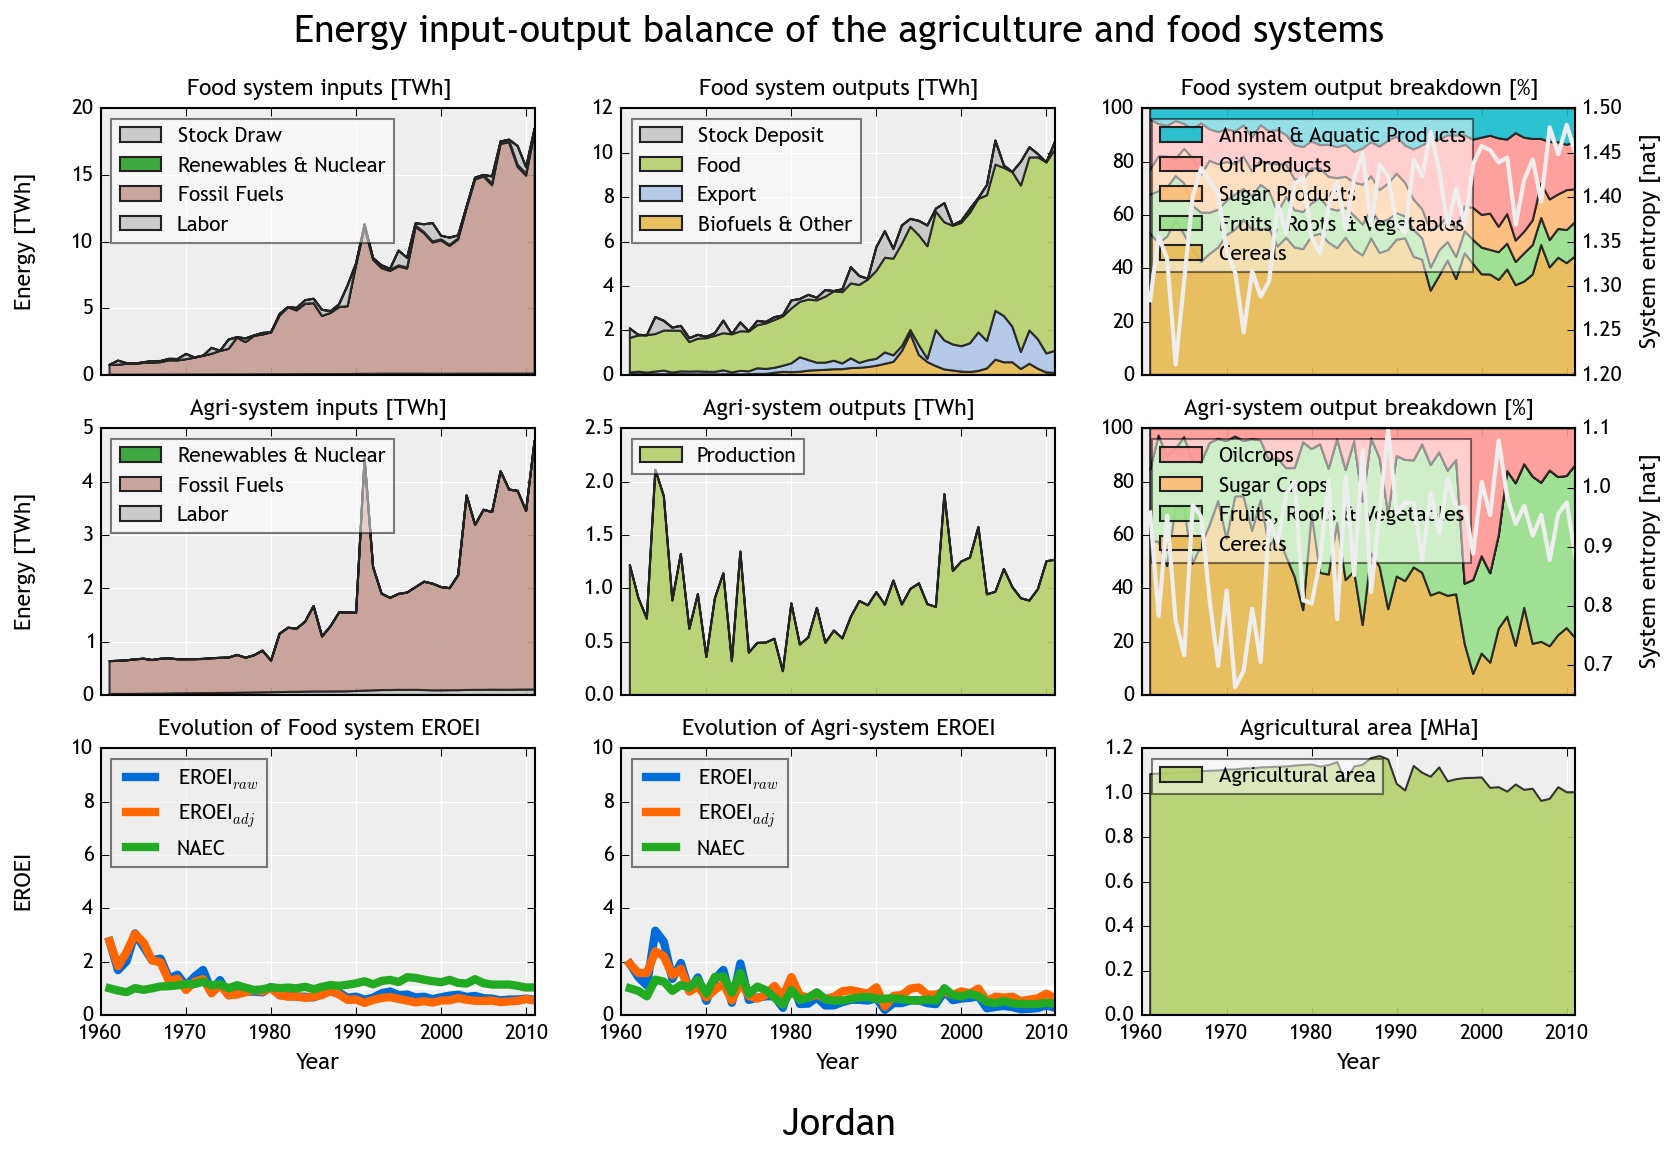 Energy input-output balance of the agriculture and food systems
Food system inputs [TWh]
Energy [TWh]
20
15
10
5
0
Stock Draw
Renewables & Nuclear
Fossil Fuels
Labor
Food system outputs [TWh]
12
10
8
6
4
2
0
Stock Deposit
Food
Export
Biofuels & Other
Food system output breakdown [%]
100
80
60
40
20
0
Animal & Aquatic Products
Oil Products
Sugar Products
Fruits, Roots & Vegetables
Cereals
1.50
1.45
1.40
1.35
1.30
1.25
1.20
System entropy [nat]
Agri-system inputs [TWh]
Energy [TWh]
5
4
3
2
1
0
Renewables & Nuclear
Fossil Fuels
Labor
Agri-system outputs [TWh]
2.5
2.0
1.5
1.0
0.5
0.0
Production
Agri-system output breakdown [%]
100
80
60
40
20
0
Oilcrops
Sugar Crops
Fruits, Roots & Vegetables
Cereals
1.1
1.0
0.9
0.8
0.7
System entropy [nat]
Evolution of Food system EROEI
EROEI
10
8
6
4
2
0
EROEI_raw
EROEI_adj
NAEC
1960 1970 1980 1990 2000 2010
Year
Evolution of Agri-system EROEI
10
8
6
4
2
0
EROEI_raw
EROEI_adj
NAEC
1960 1970 1980 1990 2000 2010
Year
Agricultural area [MHa]
1.2
1.0
0.8
0.6
0.4
0.2
0.0
Agricultural area
1960 1970 1980 1990 2000 2010
Year
Jordan